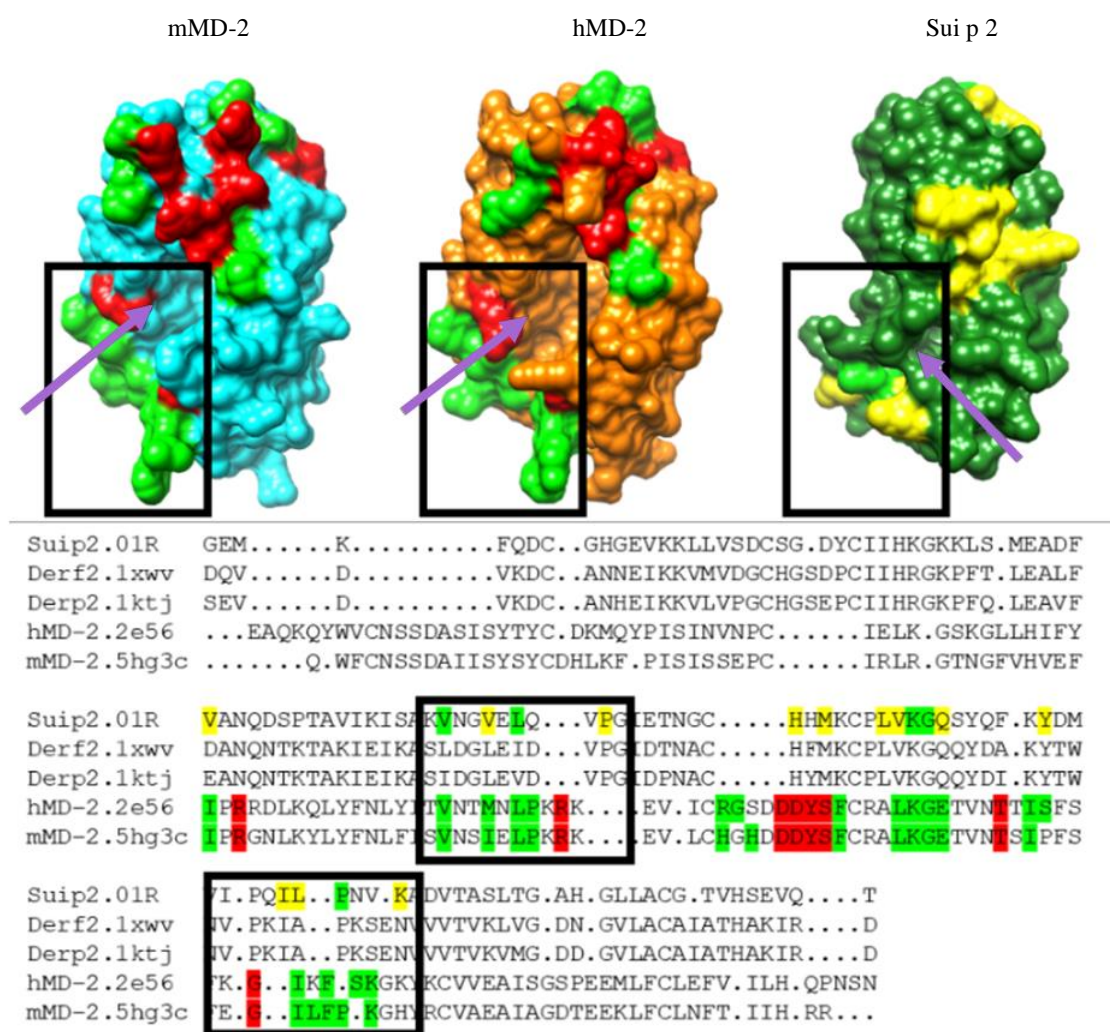 mMD-2 hMD-2 Sui p 2
Suip2.01R GEM......K..........FQDC..GHGEVKKLLVSDCSG.DYCIIHKGKKLS.MEADF
Derf2.1xwv DQV......D..........VKDC..ANNEIKKVMVDGCHGSDPCIIHRGKPFT.LEALF
Derp2.1ktj SEV......D..........VKDC..ANHEIKKVLVPGCHGSEPCIIHRGKPFQ.LEAVF
hMD-2.2e56 ...EAQKQYWVCNSSDASISYTYC.DKMQYPISINVNPC......IELK.GSKGLLHIFY
mMD-2.5hg3c .......Q.WFCNSSDAIISYSYCDHLKF.PISISSEPC......IRLR.GTNGFVHVEF
Suip2.01R VANQDSPTAVIKISAKVNGVELQ...VPGIETNGC.....HHMKCPLVKGQSYQF.KYDM
Derf2.1xwv DANQNTKTAKIEIKASLDGLEID...VPGIDTNAC.....HFMKCPLVKGQQYDA.KYTW
Derp2.1ktj EANQNTKTAKIEIKASIDGLEVD...VPGIDPNAC.....HYMKCPLVKGQQYDI.KYTW
hMD-2.2e56 IPRRDLKQLYFNLYITVNTMNLPKRK....EV.ICRGSDDDYSFCRALKGETVNTTISFS
mMD-2.5hg3c IPRGNLKYLYFNLFISVNSIELPKRK....EV.LCHGHDDDYSFCRALKGETVNTSIPFS
Suip2.01R VI.PQIL..PNV.KADVTASLTG.AH.GLLACG.TVHSEVQ....T
Derf2.1xwv NV.PKIA..PKSENVVVTVKLVG.DN.GVLACAIATHAKIR....D
Derp2.1ktj NV.PKIA..PKSENVVVTVKVMG.DD.GVLACAIATHAKIR....D
hMD-2.2e56 FK.G..IKF.SKGKYKCVVEAISGSPEEMLFCLEFV.ILH.QPNSN
mMD-2.5hg3c FE.G..ILFP.KGHYRCVAEAIAGDTEEKLFCLNFT.IIH.RR...